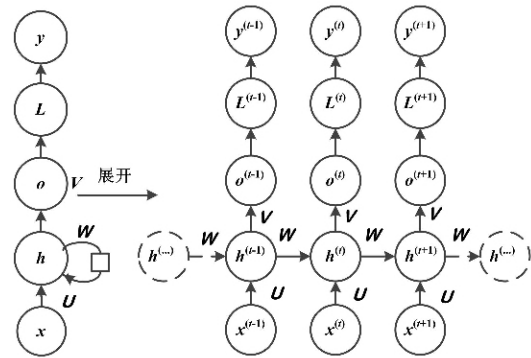 y
y(t-1)
y(t)
y(t+1)
L
L(t-1)
L(t)
L(t+1)
o
V
展开
o(t-1)
o(t)
o(t+1)
V
V
V
W
W
W
W
W
h
h(...)
h(t-1)
h(t)
h(t+1)
h(...)
U
U
U
U
x
x(t-1)
x(t)
x(t+1)